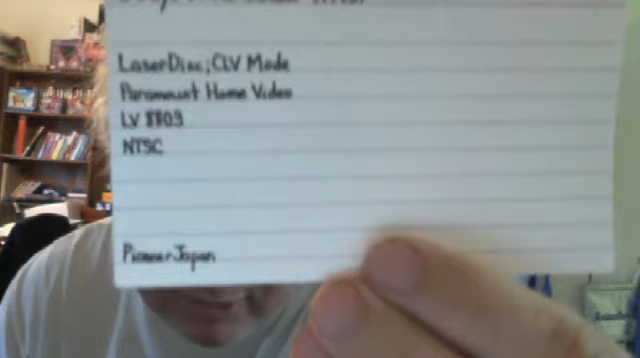 LaserDisc; CLV Mode
Paramount Home Video
LV 8803
NTSC
Pioneer Japan